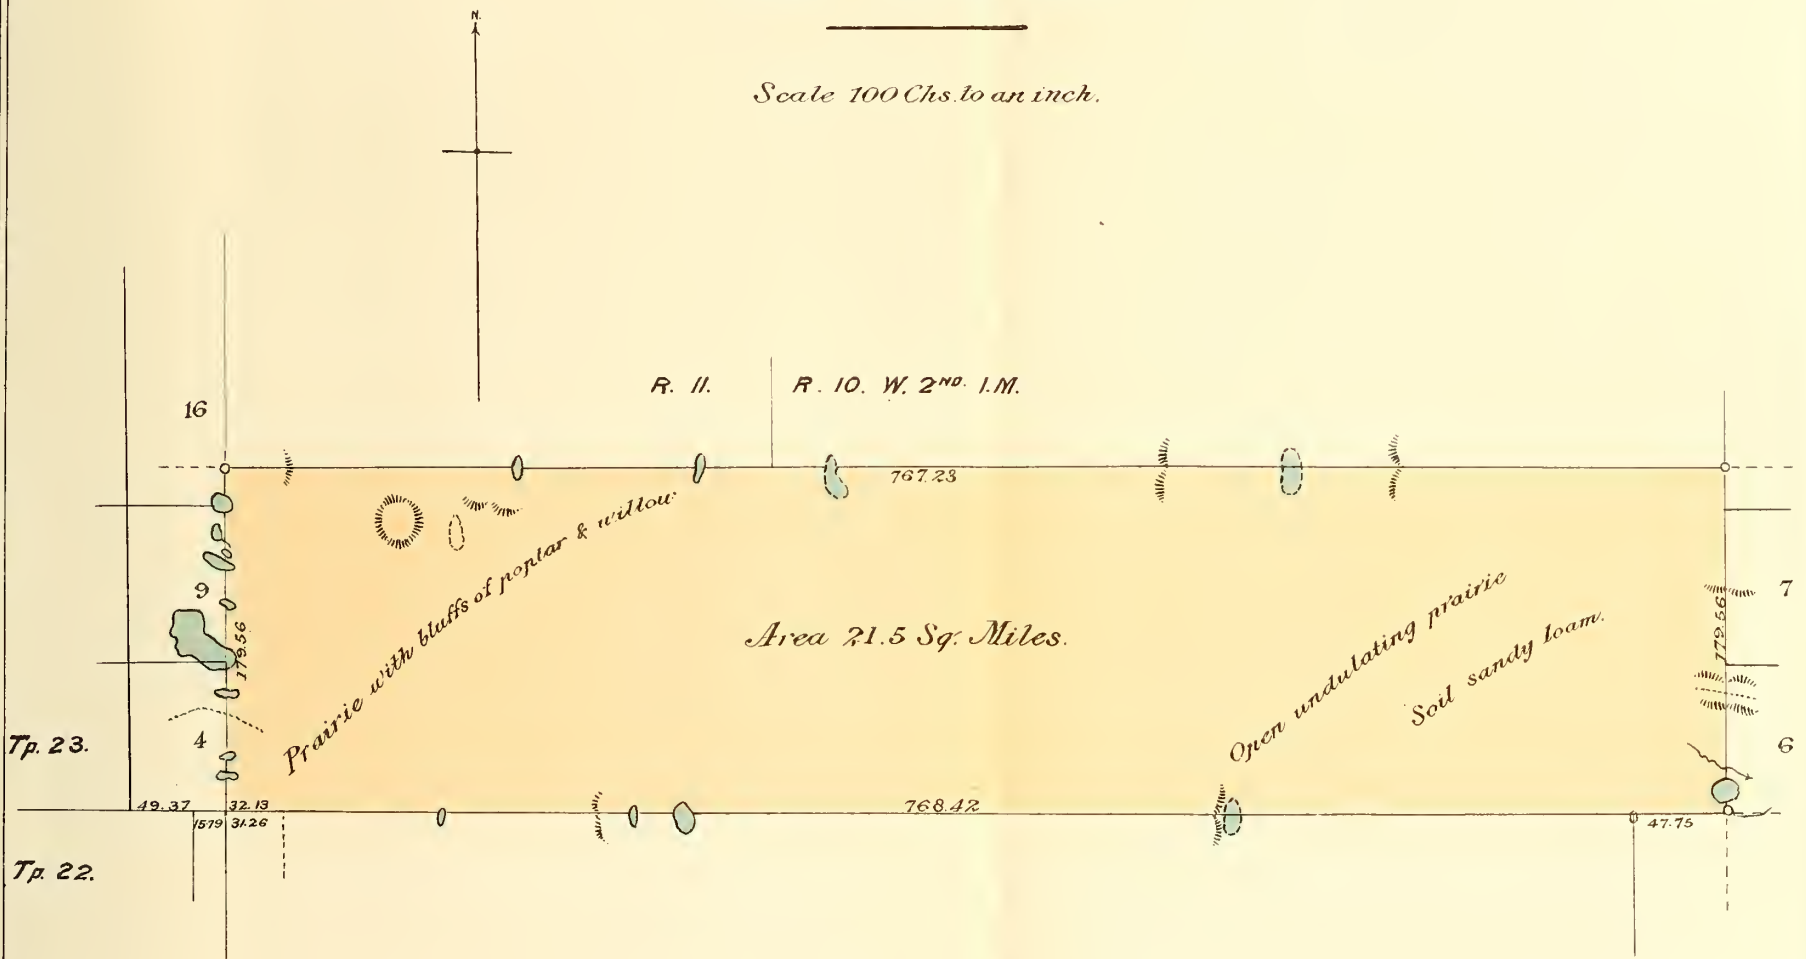 N.
Scale 100 Chs. to an inch.
R. 11.
R. 10. W. 2ND. I.M.
16
767.23
Prairie with bluffs of poplar & willow
9
179.56
Area 21.5 Sq. Miles.
Open undulating prairie
Soil sandy loam.
179.56
7
Tp. 23.
4
6
49.37
32.13
768.42
1579
31.26
47.75
Tp. 22.